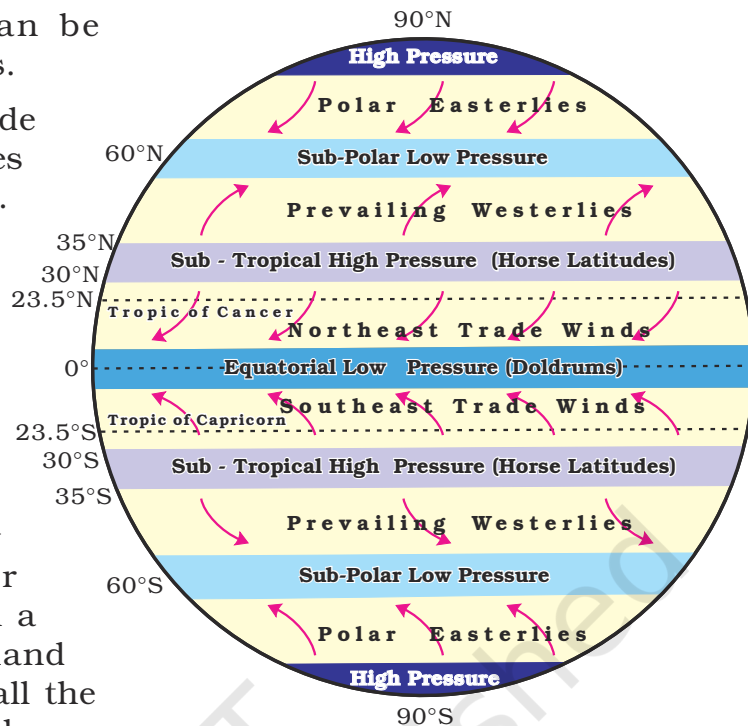 90°N
an be
High Pressure
s.
Polar Easterlies
de
60°N
Sub-Polar Low Pressure
es
.
Prevailing Westerlies
35°N
Sub - Tropical High Pressure (Horse Latitudes)
30°N
23.5°N
Tropic of Cancer
Northeast Trade Winds
0°
Equatorial Low Pressure (Doldrums)
Southeast Trade Winds
Tropic of Capricorn
23.5°S
30°S
Sub - Tropical High Pressure (Horse Latitudes)
35°S
Prevailing Westerlies
60°S
Sub-Polar Low Pressure
r
a
Polar Easterlies
and
High Pressure
all the
90°S